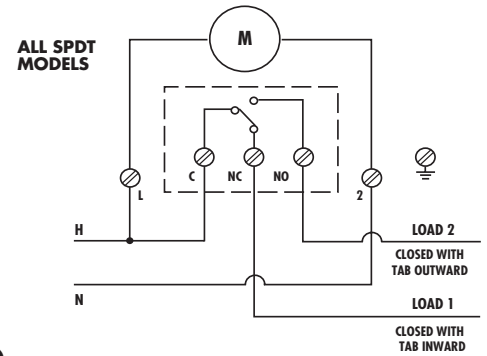 ALL SPDT
MODELS
M
C NC NO
L
2
H
LOAD 2
CLOSED WITH
TAB OUTWARD
N
LOAD 1
CLOSED WITH
TAB INWARD